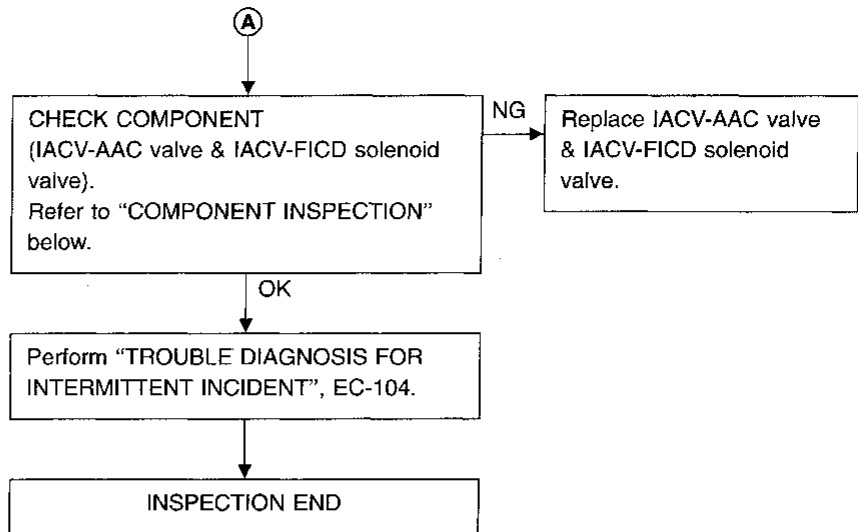 A
CHECK COMPONENT
(IACV-AAC valve & IACV-FICD solenoid
valve).
Refer to "COMPONENT INSPECTION"
below.
NG
Replace IACV-AAC valve
& IACV-FICD solenoid
valve.
OK
Perform "TROUBLE DIAGNOSIS FOR
INTERMITTENT INCIDENT", EC-104.
INSPECTION END